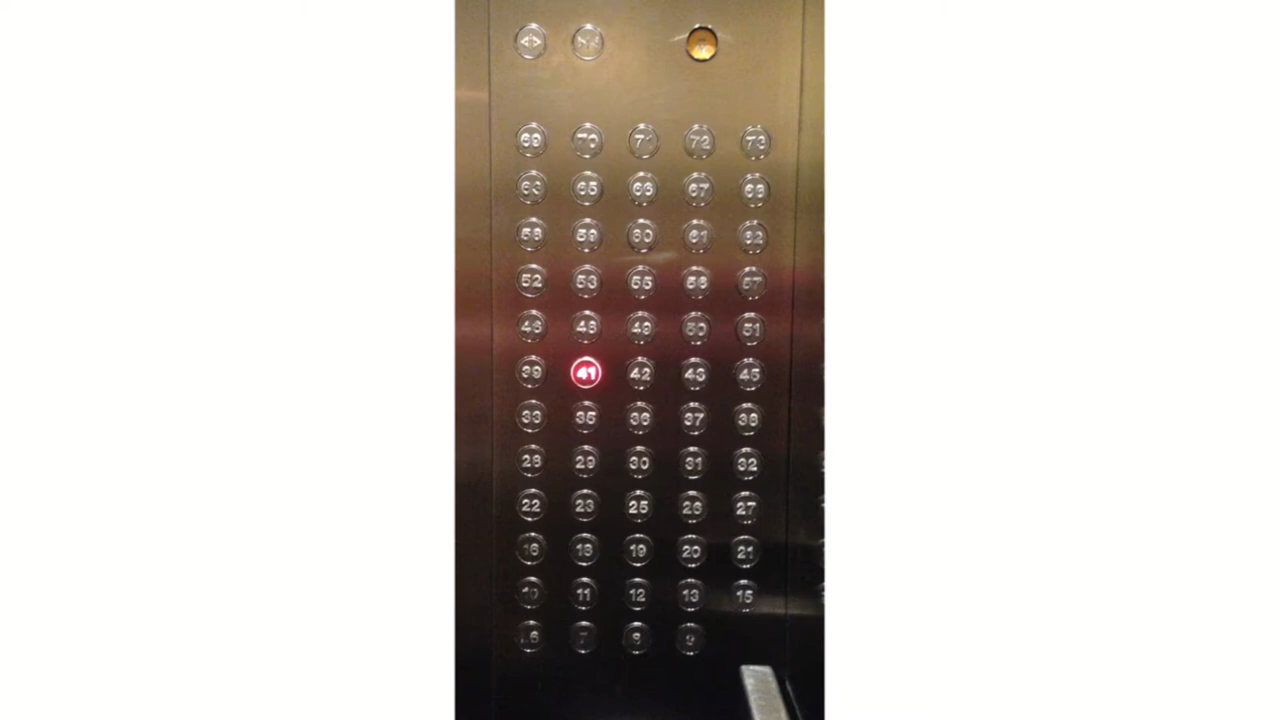 69 70 71 72 73
63 65 66 67 68
58 59 60 61 62
52 53 55 56 57
46 48 49 50 51
39 41 42 43 45
33 35 36 37 38
28 29 30 31 32
22 23 25 26 27
16 18 19 20 21
10 11 12 13 15
7 8 9